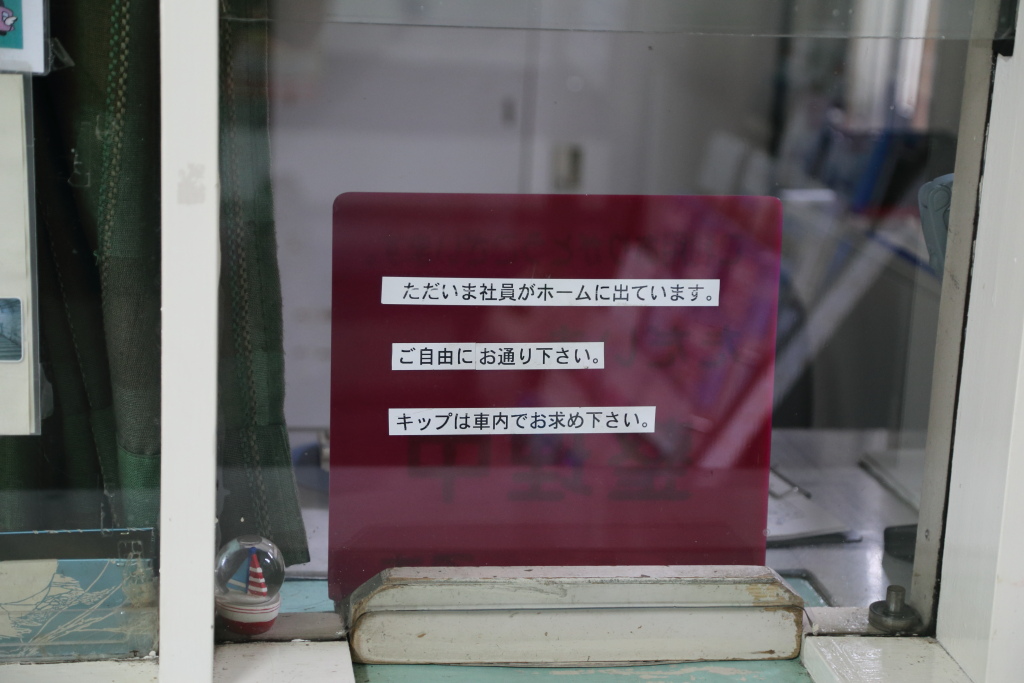 ただいま社員がホームに出ています。
ご自由にお通り下さい。
キップは車内でお求め下さい。